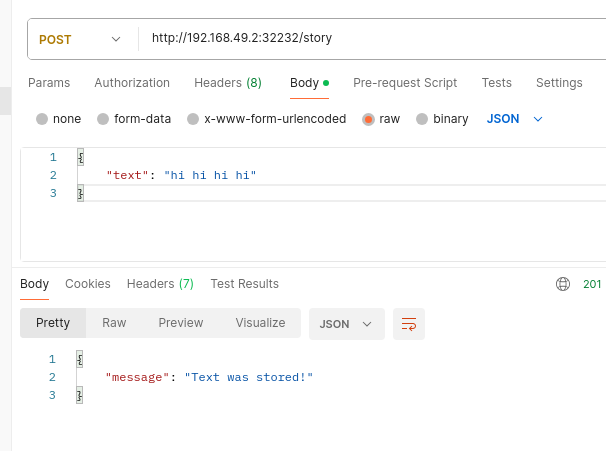 POST http://192.168.49.2:32232/story
Params Authorization Headers (8) Body Pre-request Script Tests Settings
none form-data x-www-form-urlencoded raw binary JSON
1 {
2 "text": "hi hi hi hi"
3 }
Body Cookies Headers (7) Test Results 201
Pretty Raw Preview Visualize JSON
1 {
2 "message": "Text was stored!"
3 }